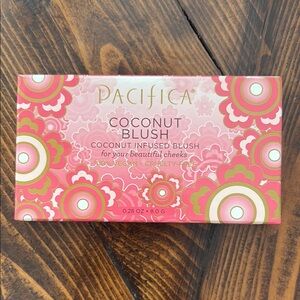 PACIFICA®
COCONUT
BLUSH
COCONUT INFUSED BLUSH
for your beautiful cheeks
0.28 OZ • 8.0 G